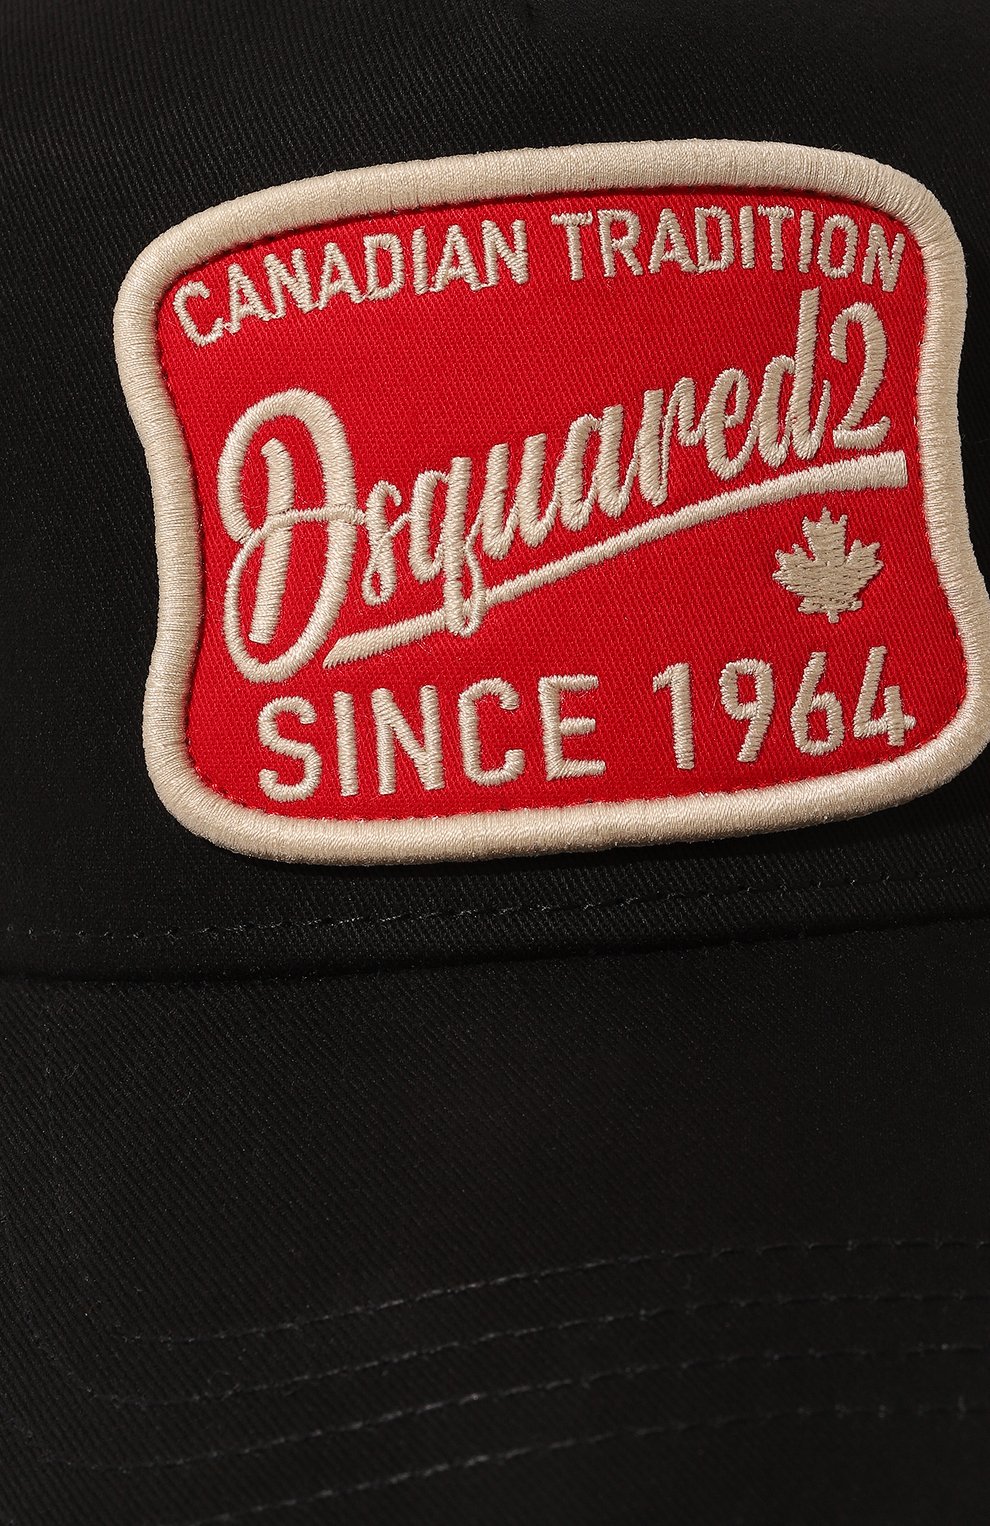 CANADIAN TRADITION
Dsquared2
SINCE 1964